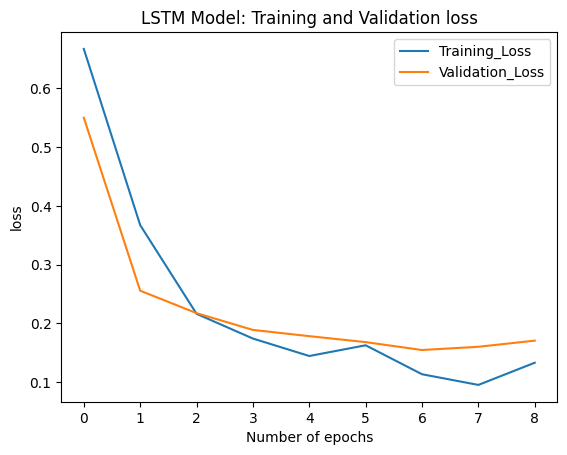 LSTM Model: Training and Validation loss
Training_Loss
Validation_Loss
0.6
0.5
0.4
0.3
0.2
0.1
loss
0 1 2 3 4 5 6 7 8
Number of epochs